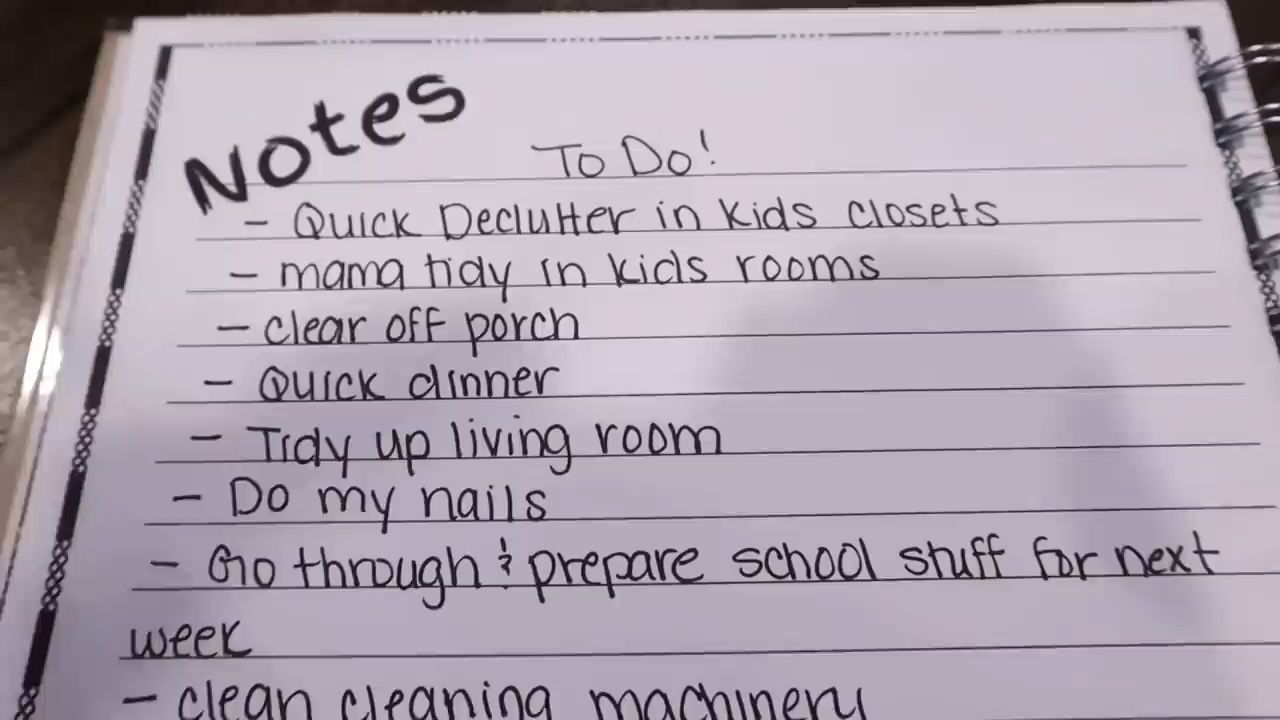 Notes
To Do!
- Quick Declutter in kids closets
- mama tidy in kids rooms
- clear off porch
- Quick dinner
- Tidy up living room
- Do my nails
- Go through & prepare school stuff for next
week
- clean cleaning machinery